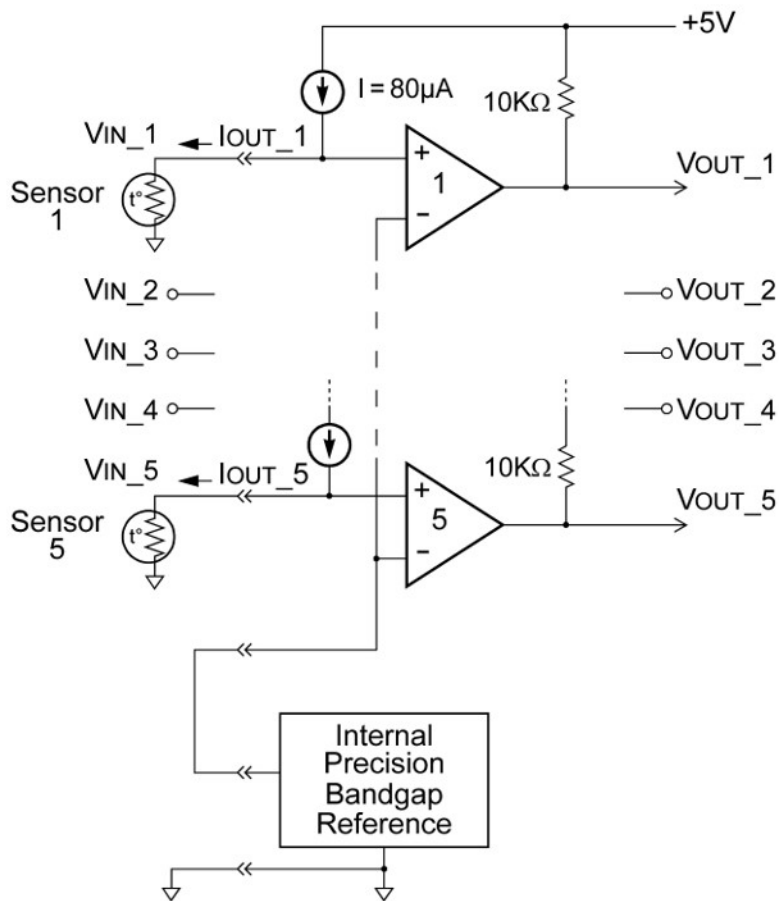 +5V
I = 80µA
10KΩ
VIN_1
IOUT_1
VOUT_1
+
1
−
Sensor
1
t°
VIN_2
VOUT_2
VIN_3
VOUT_3
VIN_4
VOUT_4
VIN_5
IOUT_5
10KΩ
VOUT_5
+
5
−
Sensor
5
t°
Internal
Precision
Bandgap
Reference